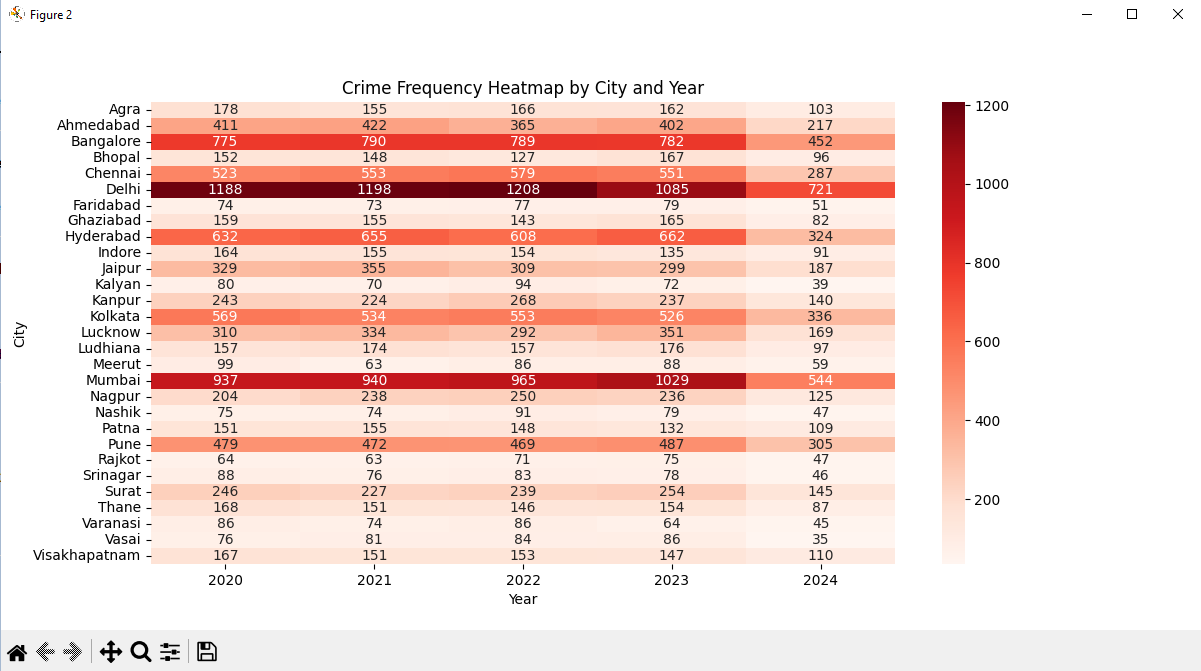 Figure 2
Crime Frequency Heatmap by City and Year
Agra 178 155 166 162 103
Ahmedabad 411 422 365 402 217
Bangalore 775 790 789 782 452
Bhopal 152 148 127 167 96
Chennai 523 553 579 551 287
Delhi 1188 1198 1208 1085 721
Faridabad 74 73 77 79 51
Ghaziabad 159 155 143 165 82
Hyderabad 632 655 608 662 324
Indore 164 155 154 135 91
Jaipur 329 355 309 299 187
Kalyan 80 70 94 72 39
Kanpur 243 224 268 237 140
Kolkata 569 534 553 526 336
Lucknow 310 334 292 351 169
Ludhiana 157 174 157 176 97
Meerut 99 63 86 88 59
Mumbai 937 940 965 1029 544
Nagpur 204 238 250 236 125
Nashik 75 74 91 79 47
Patna 151 155 148 132 109
Pune 479 472 469 487 305
Rajkot 64 63 71 75 47
Srinagar 88 76 83 78 46
Surat 246 227 239 254 145
Thane 168 151 146 154 87
Varanasi 86 74 86 64 45
Vasai 76 81 84 86 35
Visakhapatnam 167 151 153 147 110
2020 2021 2022 2023 2024
Year
City
1200
1000
800
600
400
200